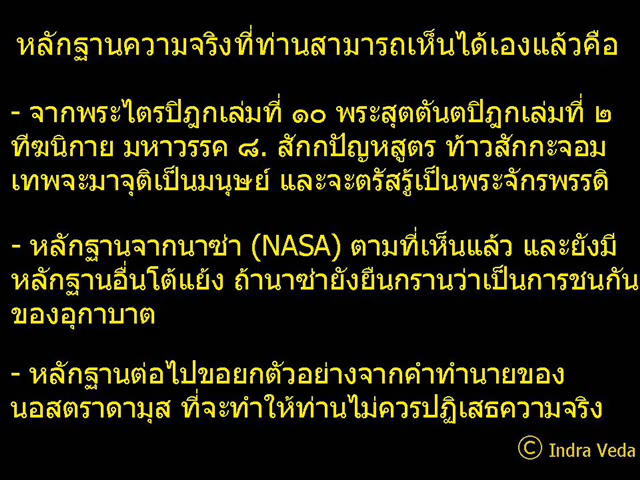 หลักฐานความจริงที่ท่านสามารถเห็นได้เองแล้วคือ
- จากพระไตรปิฎกเล่มที่ ๑๐ พระสุตตันตปิฎกเล่มที่ ๒
ทีฆนิกาย มหาวรรค ๘. สักกปัญหสูตร ท้าวสักกะจอม
เทพจะมาจุติเป็นมนุษย์ และจะตรัสรู้เป็นพระจักรพรรดิ
- หลักฐานจากนาซ่า (NASA) ตามที่เห็นแล้ว และยังมี
หลักฐานอื่นโต้แย้ง ถ้านาซ่ายังยืนกรานว่าเป็นการชนกัน
ของอุกาบาต
- หลักฐานต่อไปขอยกตัวอย่างจากคำทำนายของ
นอสตราดามุส ที่จะทำให้ท่านไม่ควรปฏิเสธความจริง
© Indra Veda